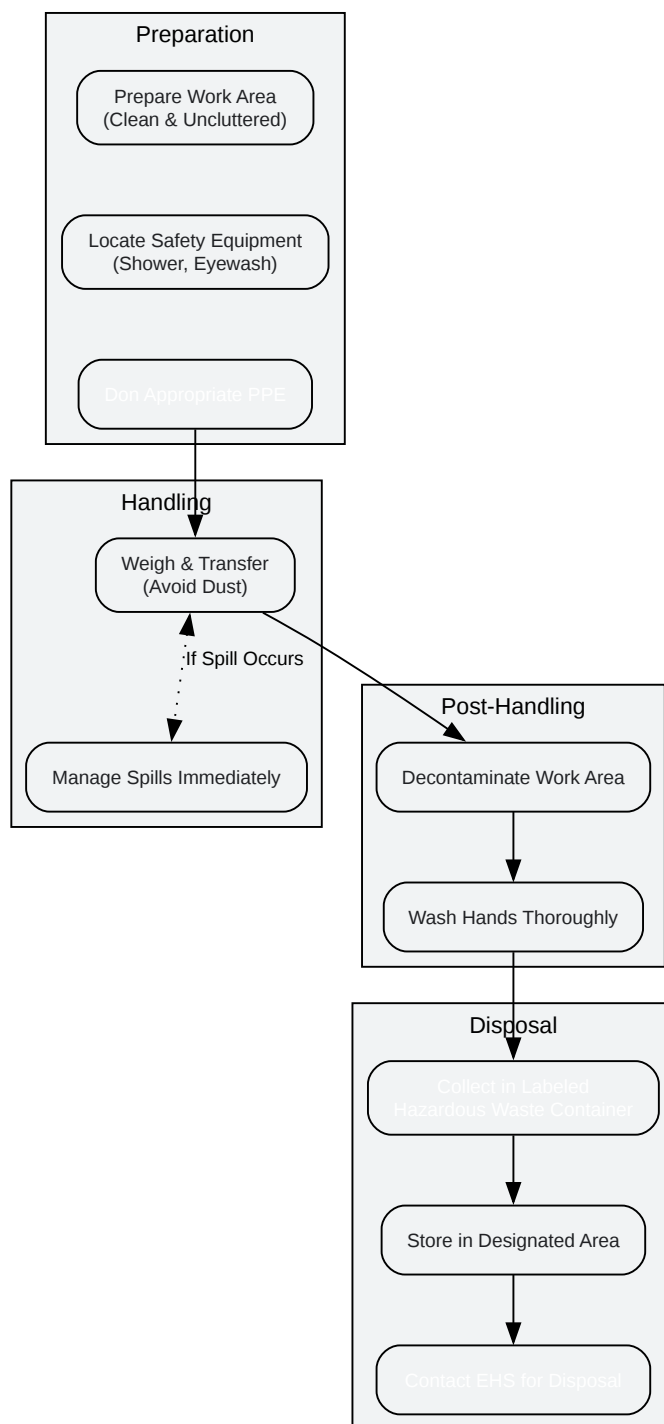 Preparation
Prepare Work Area
(Clean & Uncluttered)
Locate Safety Equipment
(Shower, Eyewash)
Don Appropriate PPE
Handling
Weigh & Transfer
(Avoid Dust)
If Spill Occurs
Manage Spills Immediately
Post-Handling
Decontaminate Work Area
Wash Hands Thoroughly
Disposal
Collect in Labeled
Hazardous Waste Container
Store in Designated Area
Contact EHS for Disposal